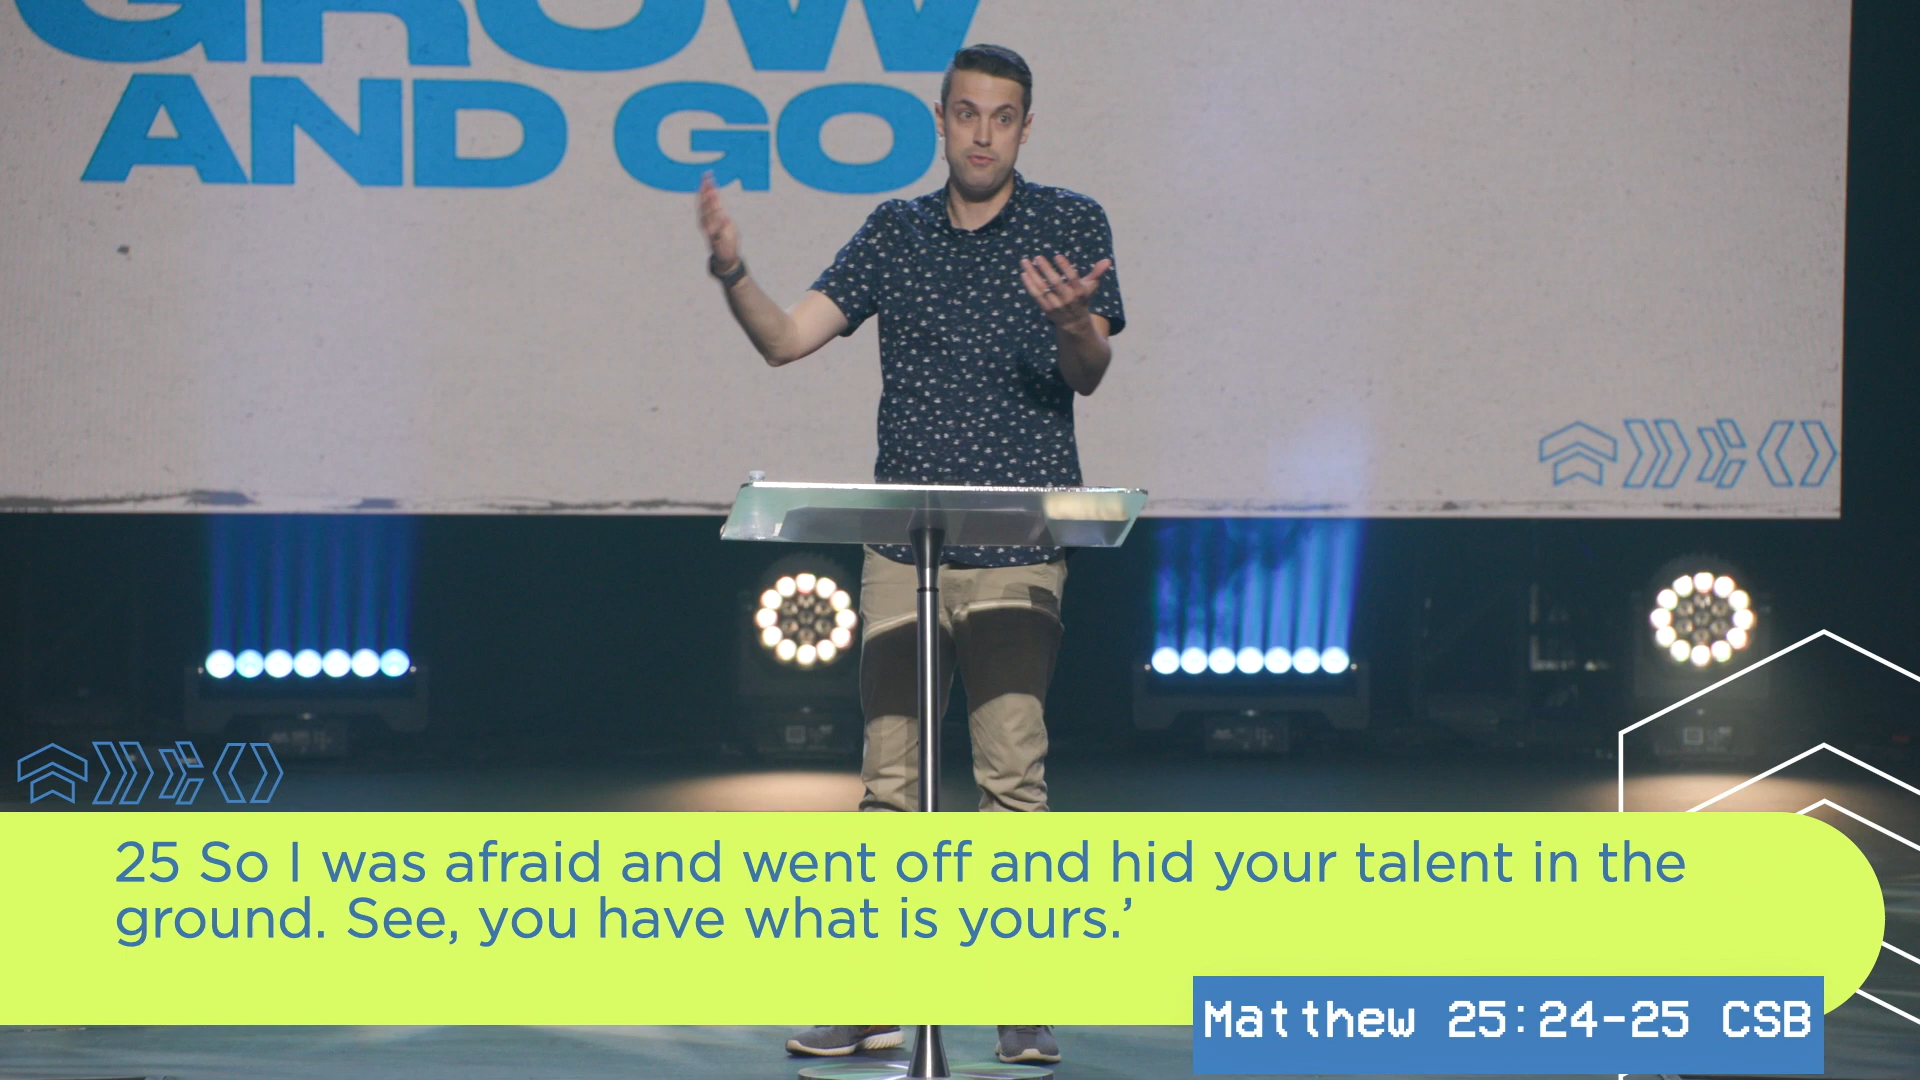 GROW
AND GO
25 So I was afraid and went off and hid your talent in the
ground. See, you have what is yours.’
Matthew 25:24-25 CSB